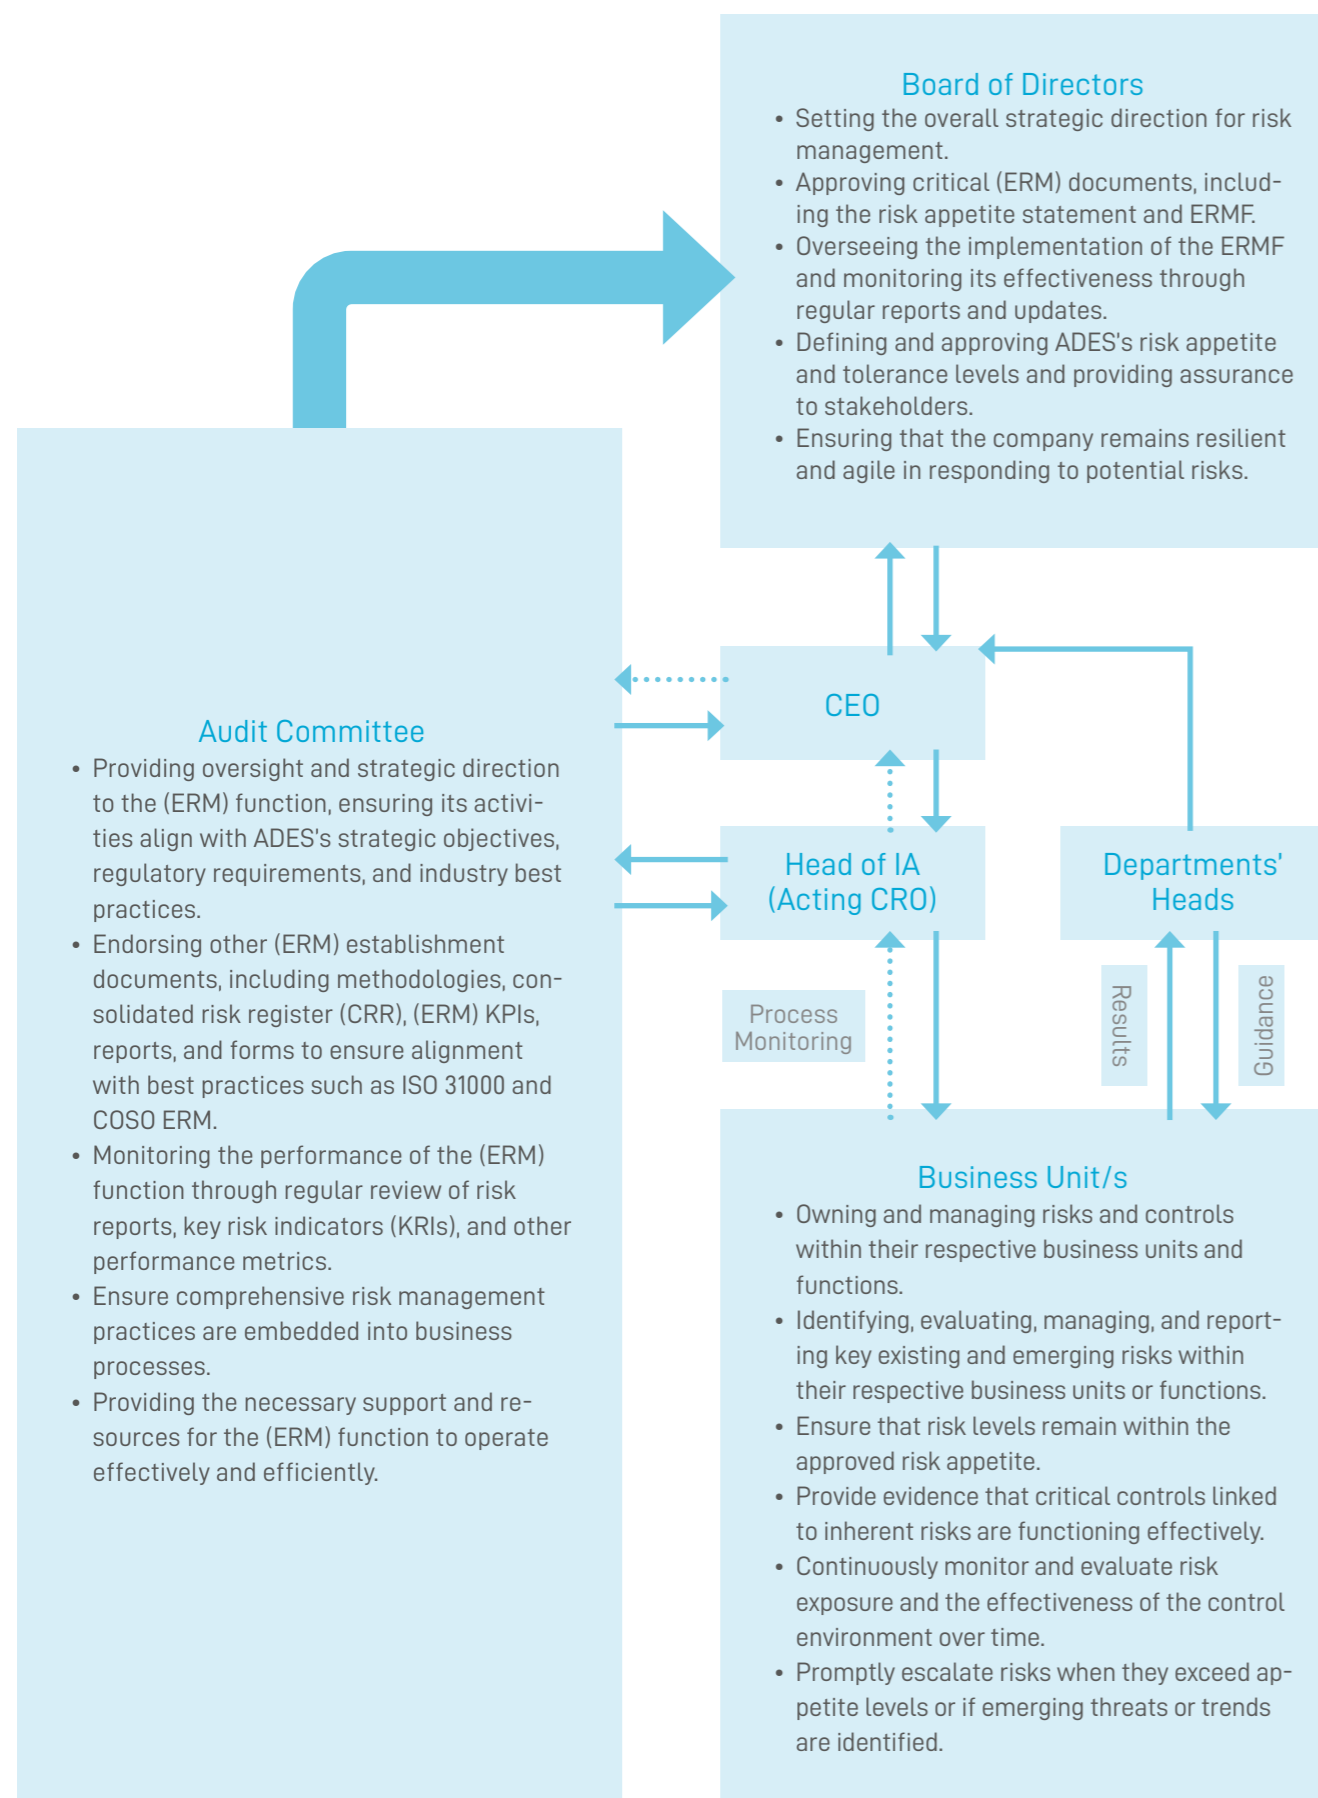 Board of Directors
• Setting the overall strategic direction for risk
management.
• Approving critical (ERM) documents, includ-
ing the risk appetite statement and ERMF.
• Overseeing the implementation of the ERMF
and monitoring its effectiveness through
regular reports and updates.
• Defining and approving ADES's risk appetite
and tolerance levels and providing assurance
to stakeholders.
• Ensuring that the company remains resilient
and agile in responding to potential risks.
Audit Committee
• Providing oversight and strategic direction
to the (ERM) function, ensuring its activi-
ties align with ADES's strategic objectives,
regulatory requirements, and industry best
practices.
• Endorsing other (ERM) establishment
documents, including methodologies, con-
solidated risk register (CRR), (ERM) KPIs,
reports, and forms to ensure alignment
with best practices such as ISO 31000 and
COSO ERM.
• Monitoring the performance of the (ERM)
function through regular review of risk
reports, key risk indicators (KRIs), and other
performance metrics.
• Ensure comprehensive risk management
practices are embedded into business
processes.
• Providing the necessary support and re-
sources for the (ERM) function to operate
effectively and efficiently.
CEO
Head of IA
(Acting CRO)
Departments'
Heads
Process
Monitoring
Results
Guidance
Business Unit/s
• Owning and managing risks and controls
within their respective business units and
functions.
• Identifying, evaluating, managing, and report-
ing key existing and emerging risks within
their respective business units or functions.
• Ensure that risk levels remain within the
approved risk appetite.
• Provide evidence that critical controls linked
to inherent risks are functioning effectively.
• Continuously monitor and evaluate risk
exposure and the effectiveness of the control
environment over time.
• Promptly escalate risks when they exceed ap-
petite levels or if emerging threats or trends
are identified.